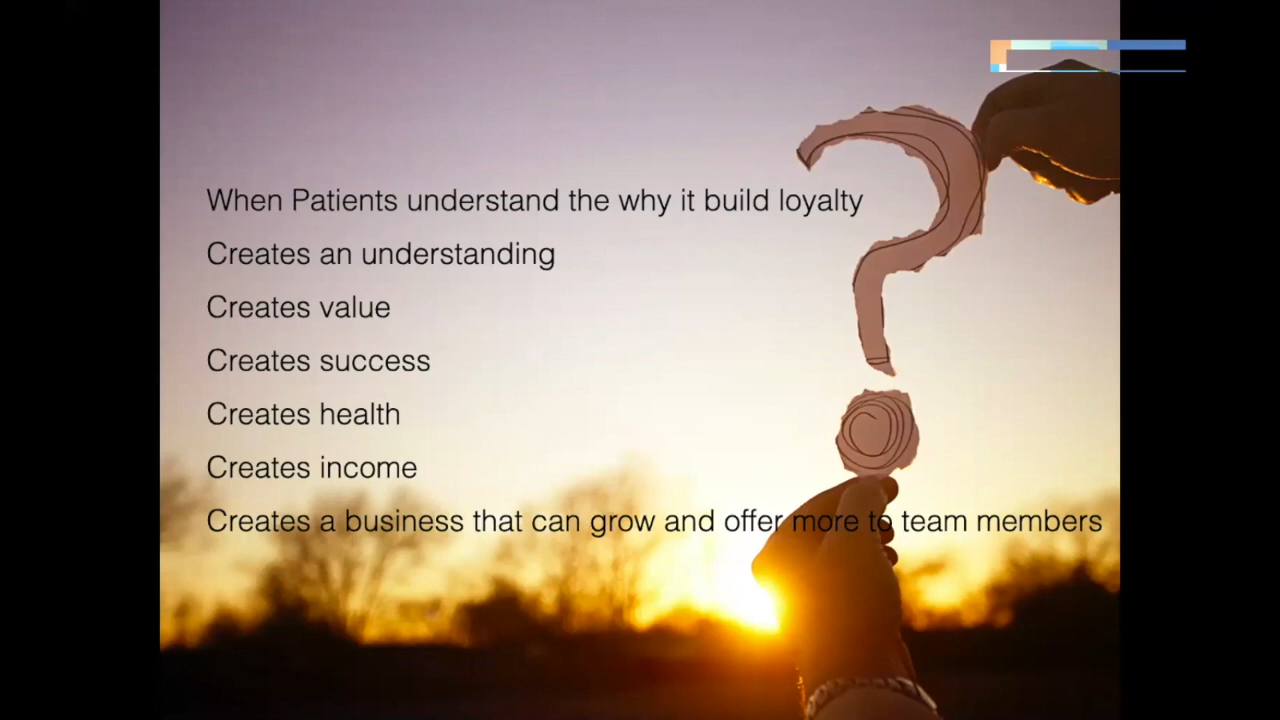 When Patients understand the why it build loyalty
Creates an understanding
Creates value
Creates success
Creates health
Creates income
Creates a business that can grow and offer more to team members